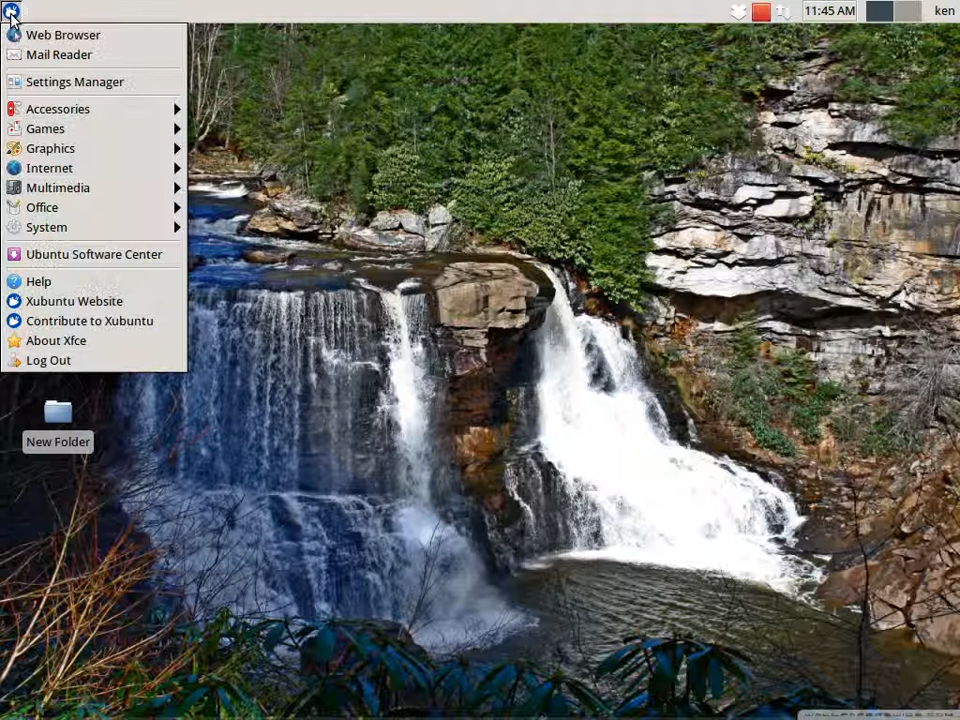 11:45 AM
ken
Web Browser
Mail Reader
Settings Manager
Accessories
Games
Graphics
Internet
Multimedia
Office
System
Ubuntu Software Center
Help
Xubuntu Website
Contribute to Xubuntu
About Xfce
Log Out
New Folder